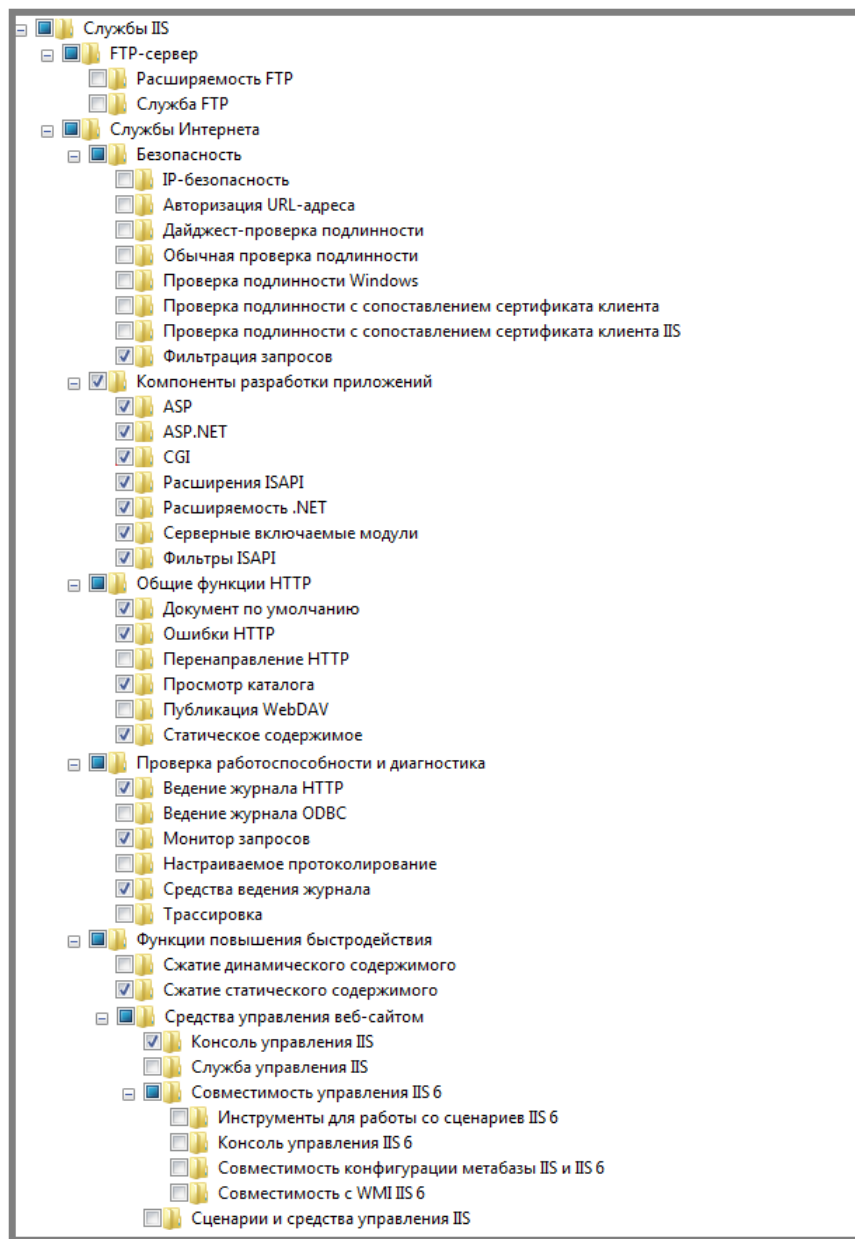 Службы IIS
FTP-сервер
Расширяемость FTP
Служба FTP
Службы Интернета
Безопасность
IP-безопасность
Авторизация URL-адреса
Дайджест-проверка подлинности
Обычная проверка подлинности
Проверка подлинности Windows
Проверка подлинности с сопоставлением сертификата клиента
Проверка подлинности с сопоставлением сертификата клиента IIS
Фильтрация запросов
Компоненты разработки приложений
ASP
ASP.NET
CGI
Расширения ISAPI
Расширяемость .NET
Серверные включаемые модули
Фильтры ISAPI
Общие функции HTTP
Документ по умолчанию
Ошибки HTTP
Перенаправление HTTP
Просмотр каталога
Публикация WebDAV
Статическое содержимое
Проверка работоспособности и диагностика
Ведение журнала HTTP
Ведение журнала ODBC
Монитор запросов
Настраиваемое протоколирование
Средства ведения журнала
Трассировка
Функции повышения быстродействия
Сжатие динамического содержимого
Сжатие статического содержимого
Средства управления веб-сайтом
Консоль управления IIS
Служба управления IIS
Совместимость управления IIS 6
Инструменты для работы со сценариев IIS 6
Консоль управления IIS 6
Совместимость конфигурации метабазы IIS и IIS 6
Совместимость с WMI IIS 6
Сценарии и средства управления IIS